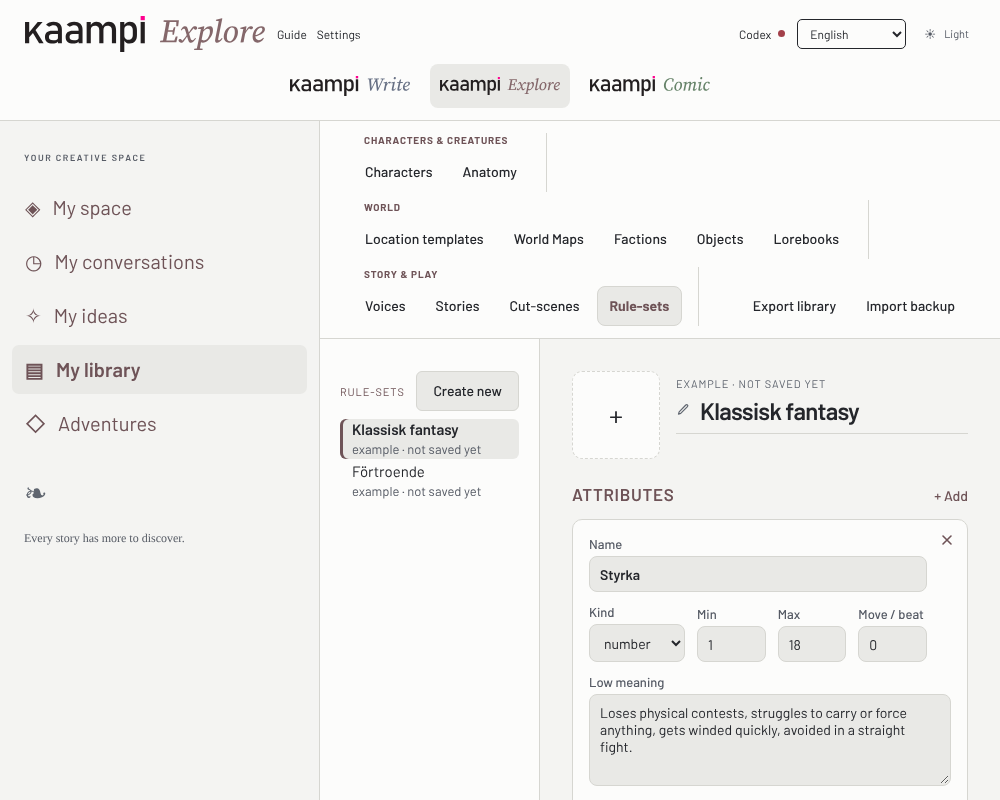 kaampi Explore Guide Settings
Codex English Light
kaampi Write kaampi Explore kaampi Comic
YOUR CREATIVE SPACE
My space
My conversations
My ideas
My library
Adventures
Every story has more to discover.
CHARACTERS & CREATURES
Characters Anatomy
WORLD
Location templates World Maps Factions Objects Lorebooks
STORY & PLAY
Voices Stories Cut-scenes Rule-sets Export library Import backup
RULE-SETS Create new
Klassisk fantasy
example · not saved yet
Förtroende
example · not saved yet
+
EXAMPLE · NOT SAVED YET
Klassisk fantasy
ATTRIBUTES + Add
Name
Styrka
Kind Min Max Move / beat
number 1 18 0
Low meaning
Loses physical contests, struggles to carry or force
anything, gets winded quickly, avoided in a straight
fight.